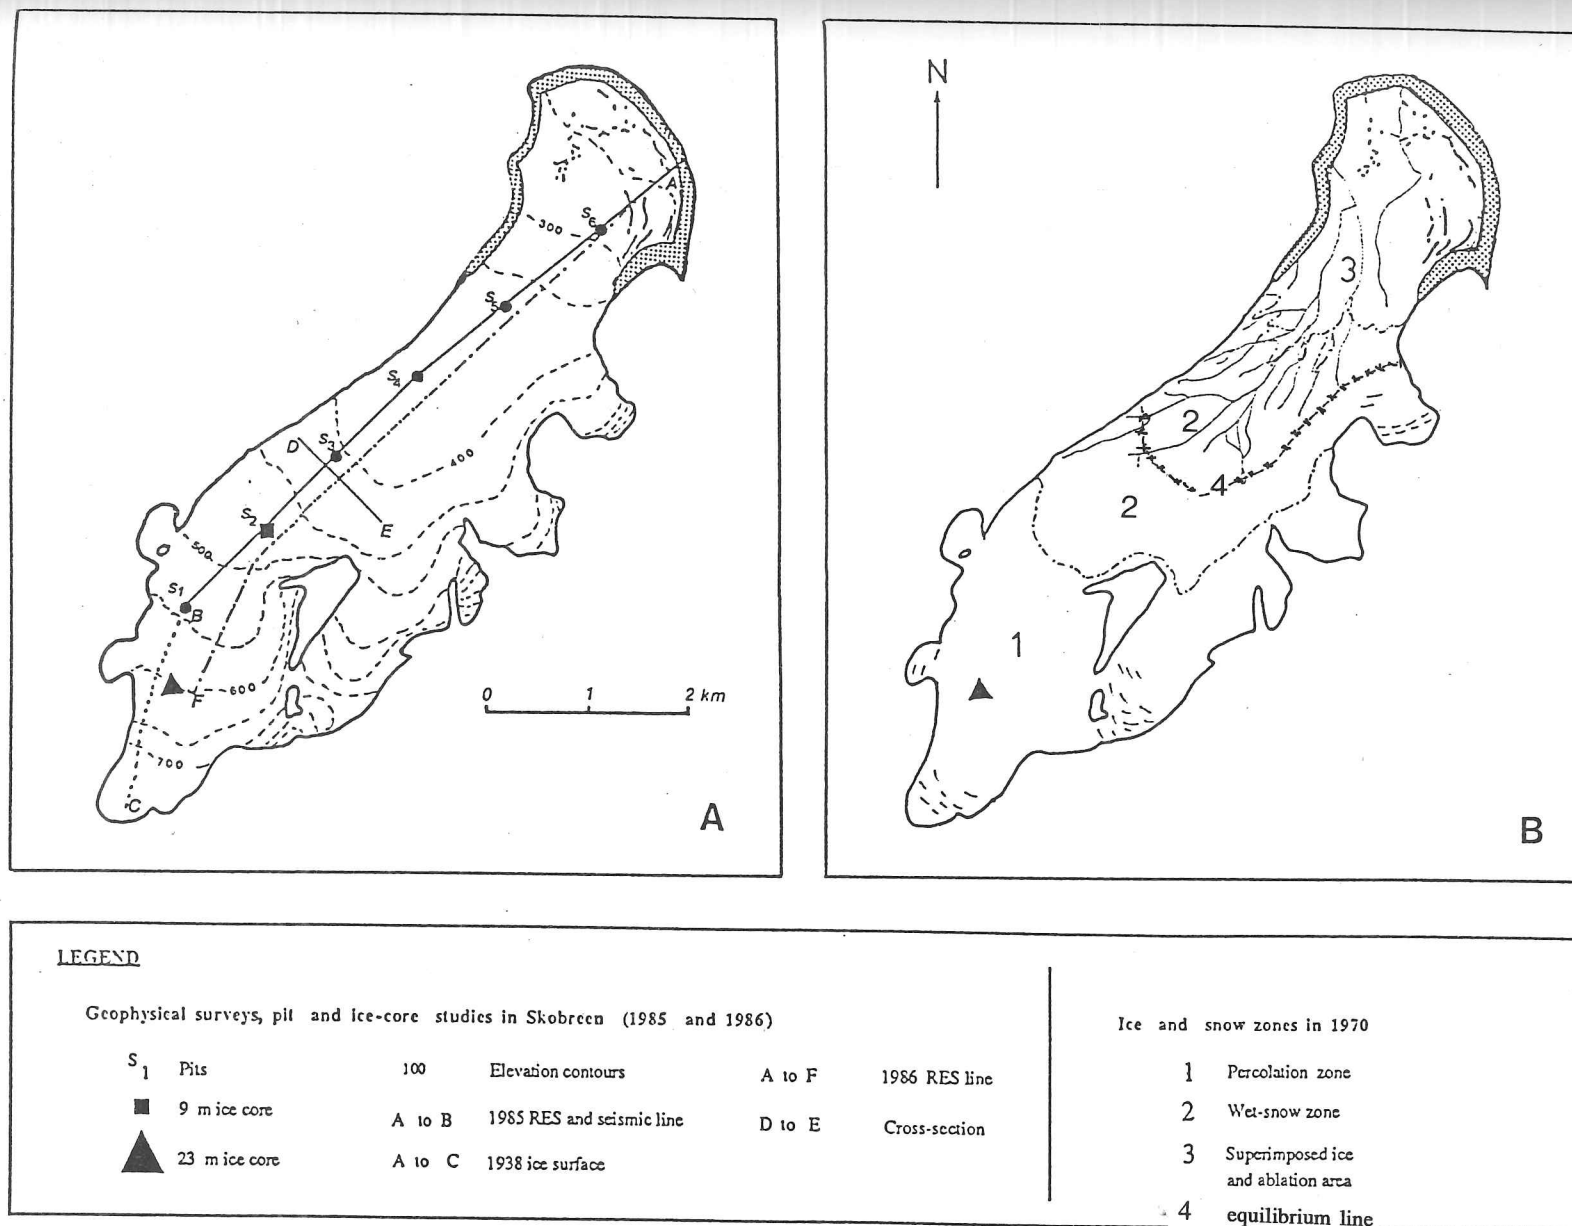 A
S6
300
S5
S4
S3
D
400
S2
E
500
S1
B
600
F
0 1 2 km
700
C
A
N
3
2
4
2
1
B
LEGEND
Geophysical surveys, pit and ice-core studies in Skobreen (1985 and 1986)
S1 Pits
9 m ice core
23 m ice core
100 Elevation contours
A to B 1985 RES and seismic line
A to C 1938 ice surface
A to F 1986 RES line
D to E Cross-section
Ice and snow zones in 1970
1 Percolation zone
2 Wet-snow zone
3 Superimposed ice
and ablation area
4 equilibrium line